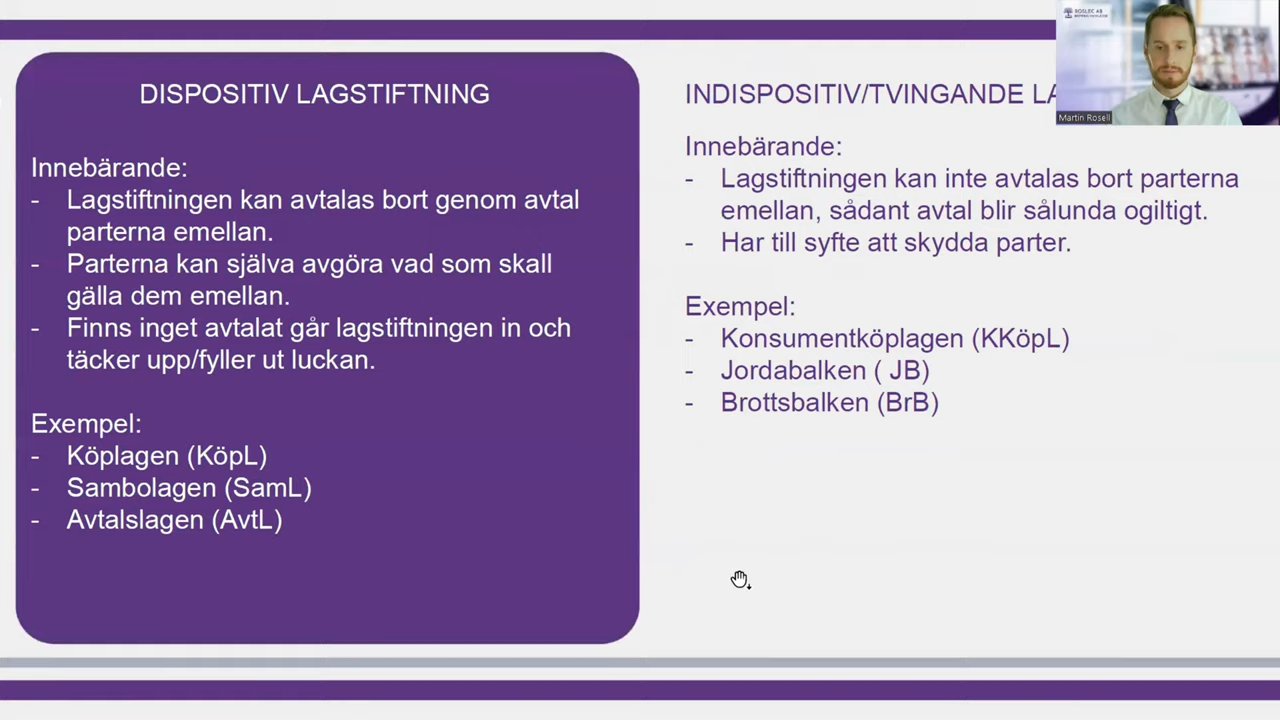 DISPOSITIV LAGSTIFTNING
Innebärande:
- Lagstiftningen kan avtalas bort genom avtal
parterna emellan.
- Parterna kan själva avgöra vad som skall
gälla dem emellan.
- Finns inget avtalat går lagstiftningen in och
täcker upp/fyller ut luckan.
Exempel:
- Köplagen (KöpL)
- Sambolagen (SamL)
- Avtalslagen (AvtL)
INDISPOSITIV/TVINGANDE
Innebärande:
- Lagstiftningen kan inte avtalas bort parterna
emellan, sådant avtal blir sålunda ogiltigt.
- Har till syfte att skydda parter.
Exempel:
- Konsumentköplagen (KKöpL)
- Jordabalken ( JB)
- Brottsbalken (BrB)
ROSLEC AB
Martin Rosell